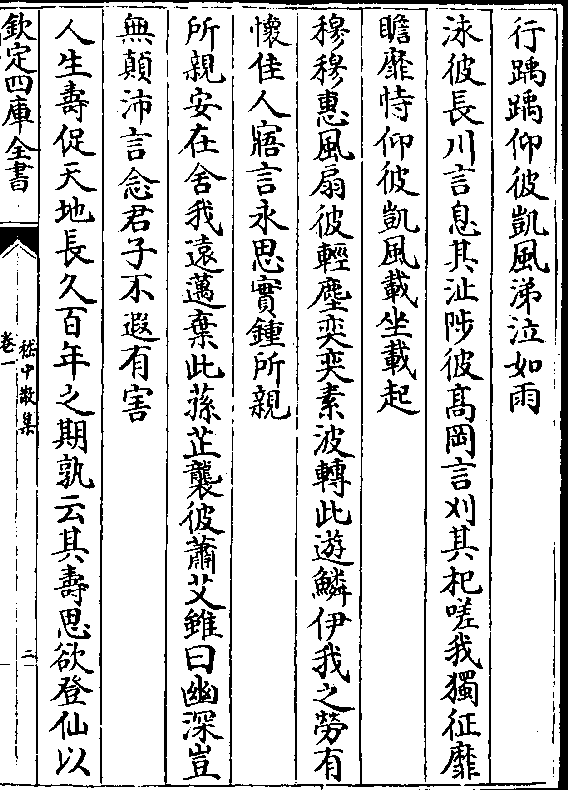 行踽踽仰彼凱風涕泣如雨
泳彼長川言息其沚陟彼髙岡言刈其杞嗟我獨征靡
瞻靡恃仰彼凱風載坐載起
穆穆惠風扇彼輕塵奕奕素波轉此遊鱗伊我之勞有
懷佳人寤言永思實鍾所親
所親安在舍我遠邁棄此蓀芷襲彼蕭艾雖曰幽深豈
無顛沛言念君子不遐有害
人生壽促天地長久百年之期孰云其壽思欲登仙以
欽定四庫全書
嵇中散集
卷一
二